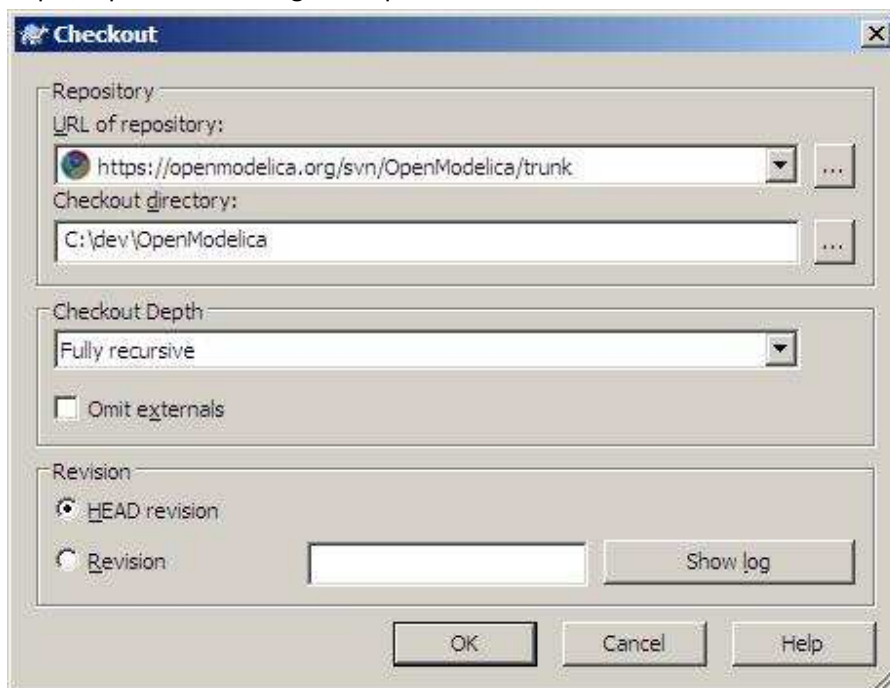 Checkout
Repository
URL of repository:
https://openmodelica.org/svn/OpenModelica/trunk
...
Checkout directory:
C:\dev\OpenModelica
...
Checkout Depth
Fully recursive
Omit externals
Revision
HEAD revision
Revision
Show log
OK Cancel Help